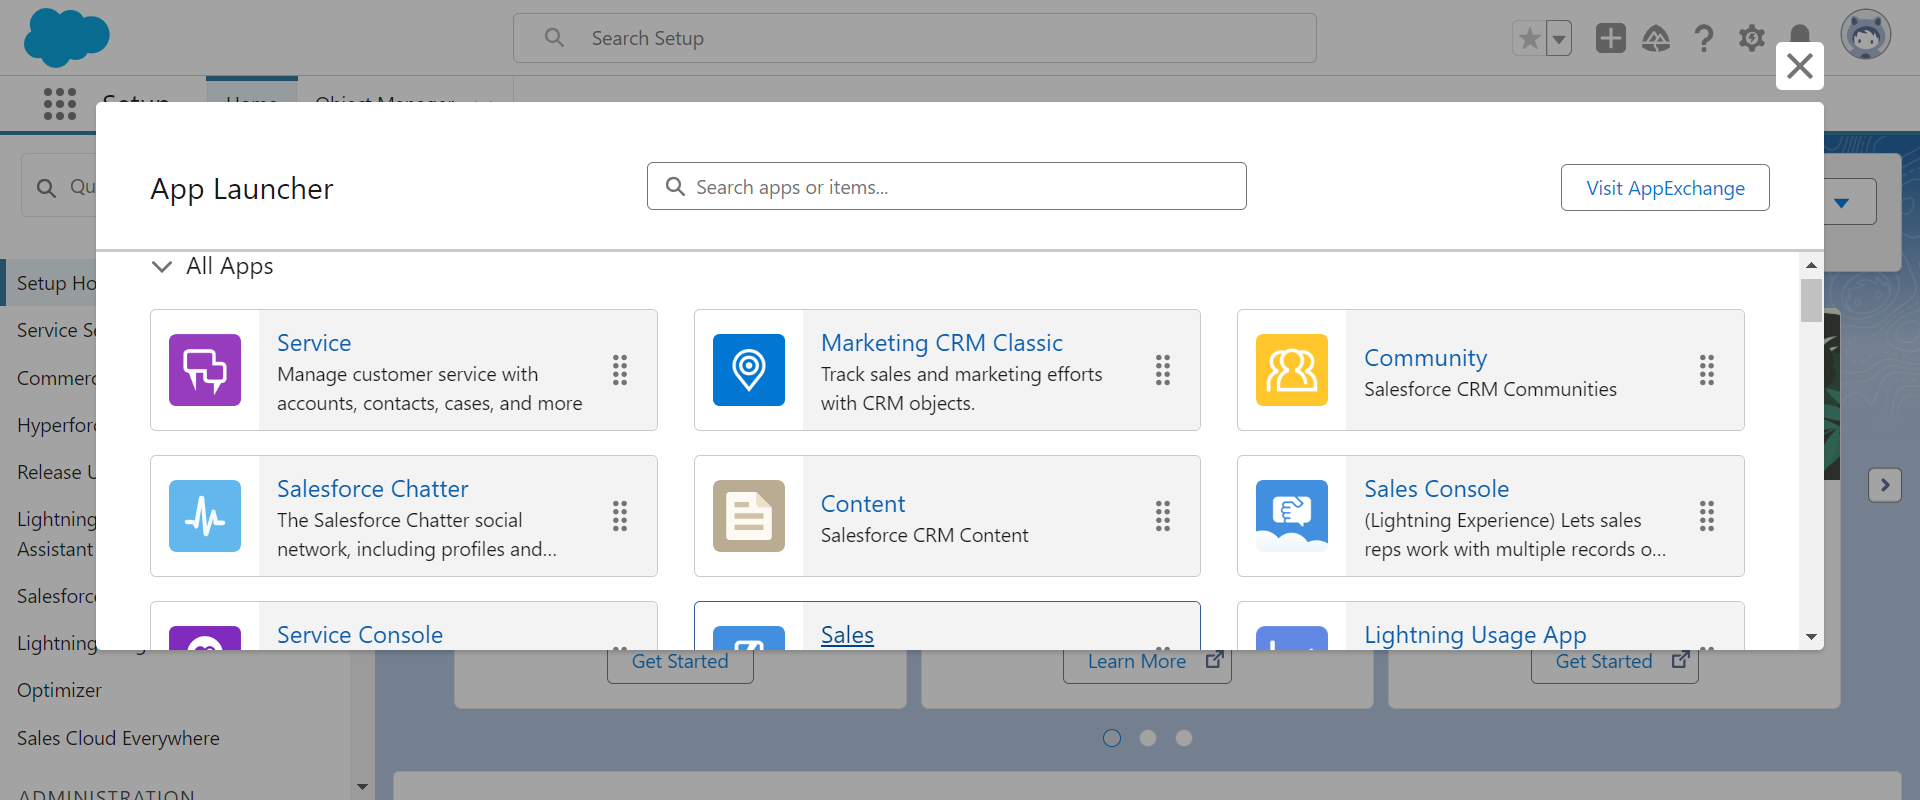 Search Setup
Setup
Home
Object Manager
App Launcher
Search apps or items...
Visit AppExchange
Qu
All Apps
Setup Ho
Service Se
Commerc
Hyperforc
Release U
Lightning
Assistant
Salesforc
Lightning
Optimizer
Sales Cloud Everywhere
ADMINISTRATION
Service
Manage customer service with
accounts, contacts, cases, and more
Marketing CRM Classic
Track sales and marketing efforts
with CRM objects.
Community
Salesforce CRM Communities
Salesforce Chatter
The Salesforce Chatter social
network, including profiles and...
Content
Salesforce CRM Content
Sales Console
(Lightning Experience) Lets sales
reps work with multiple records o...
Service Console
Sales
Lightning Usage App
Get Started
Learn More
Get Started